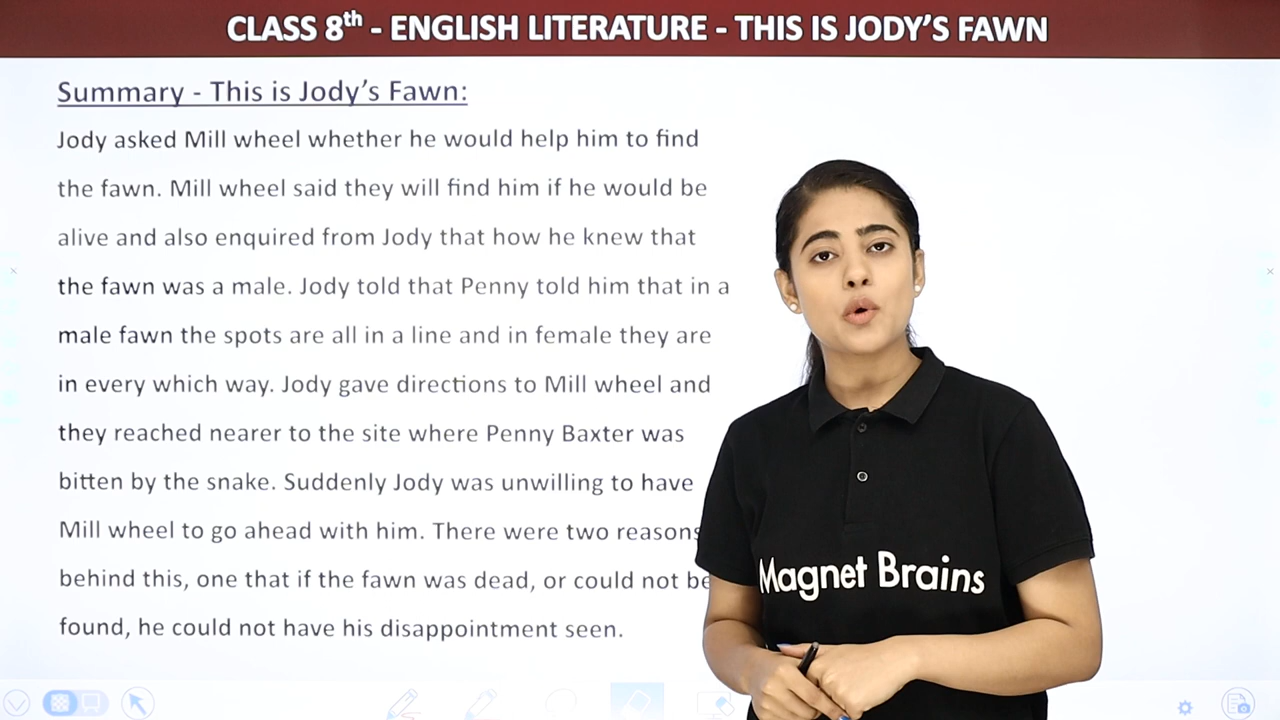 CLASS 8th - ENGLISH LITERATURE - THIS IS JODY'S FAWN
Summary - This is Jody's Fawn:
Jody asked Mill wheel whether he would help him to find
the fawn. Mill wheel said they will find him if he would be
alive and also enquired from Jody that how he knew that
the fawn was a male. Jody told that Penny told him that in a
male fawn the spots are all in a line and in female they are
in every which way. Jody gave directions to Mill wheel and
they reached nearer to the site where Penny Baxter was
bitten by the snake. Suddenly Jody was unwilling to have
Mill wheel to go ahead with him. There were two reasons
behind this, one that if the fawn was dead, or could not be
found, he could not have his disappointment seen.
Magnet Brains